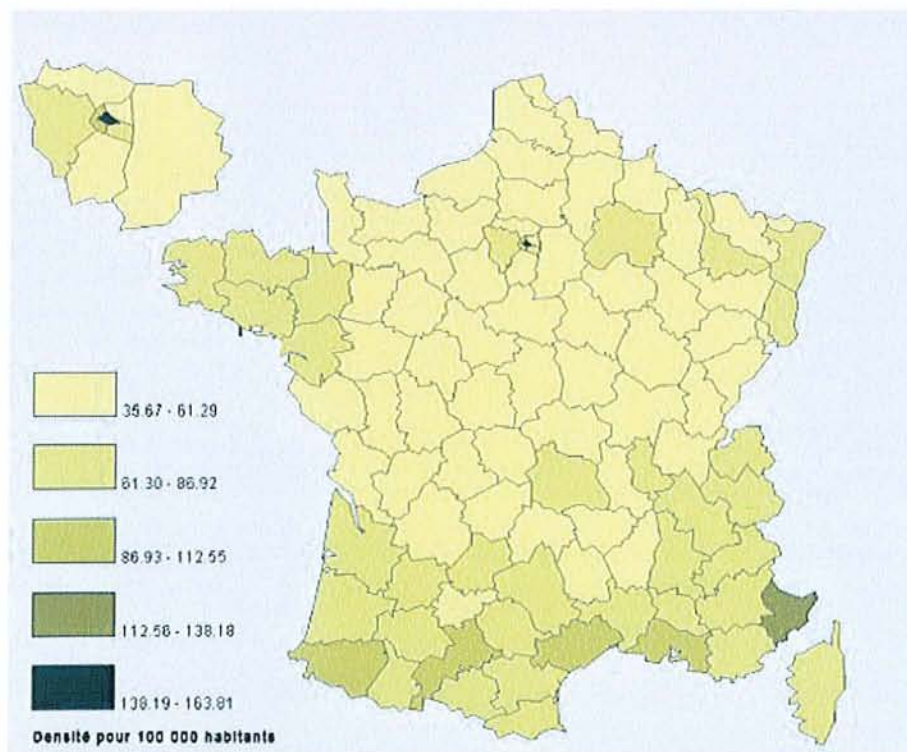 35.67 - 61.29
61.30 - 86.92
86.93 - 112.55
112.56 - 138.18
138.19 - 163.81
Densité pour 100 000 habitants